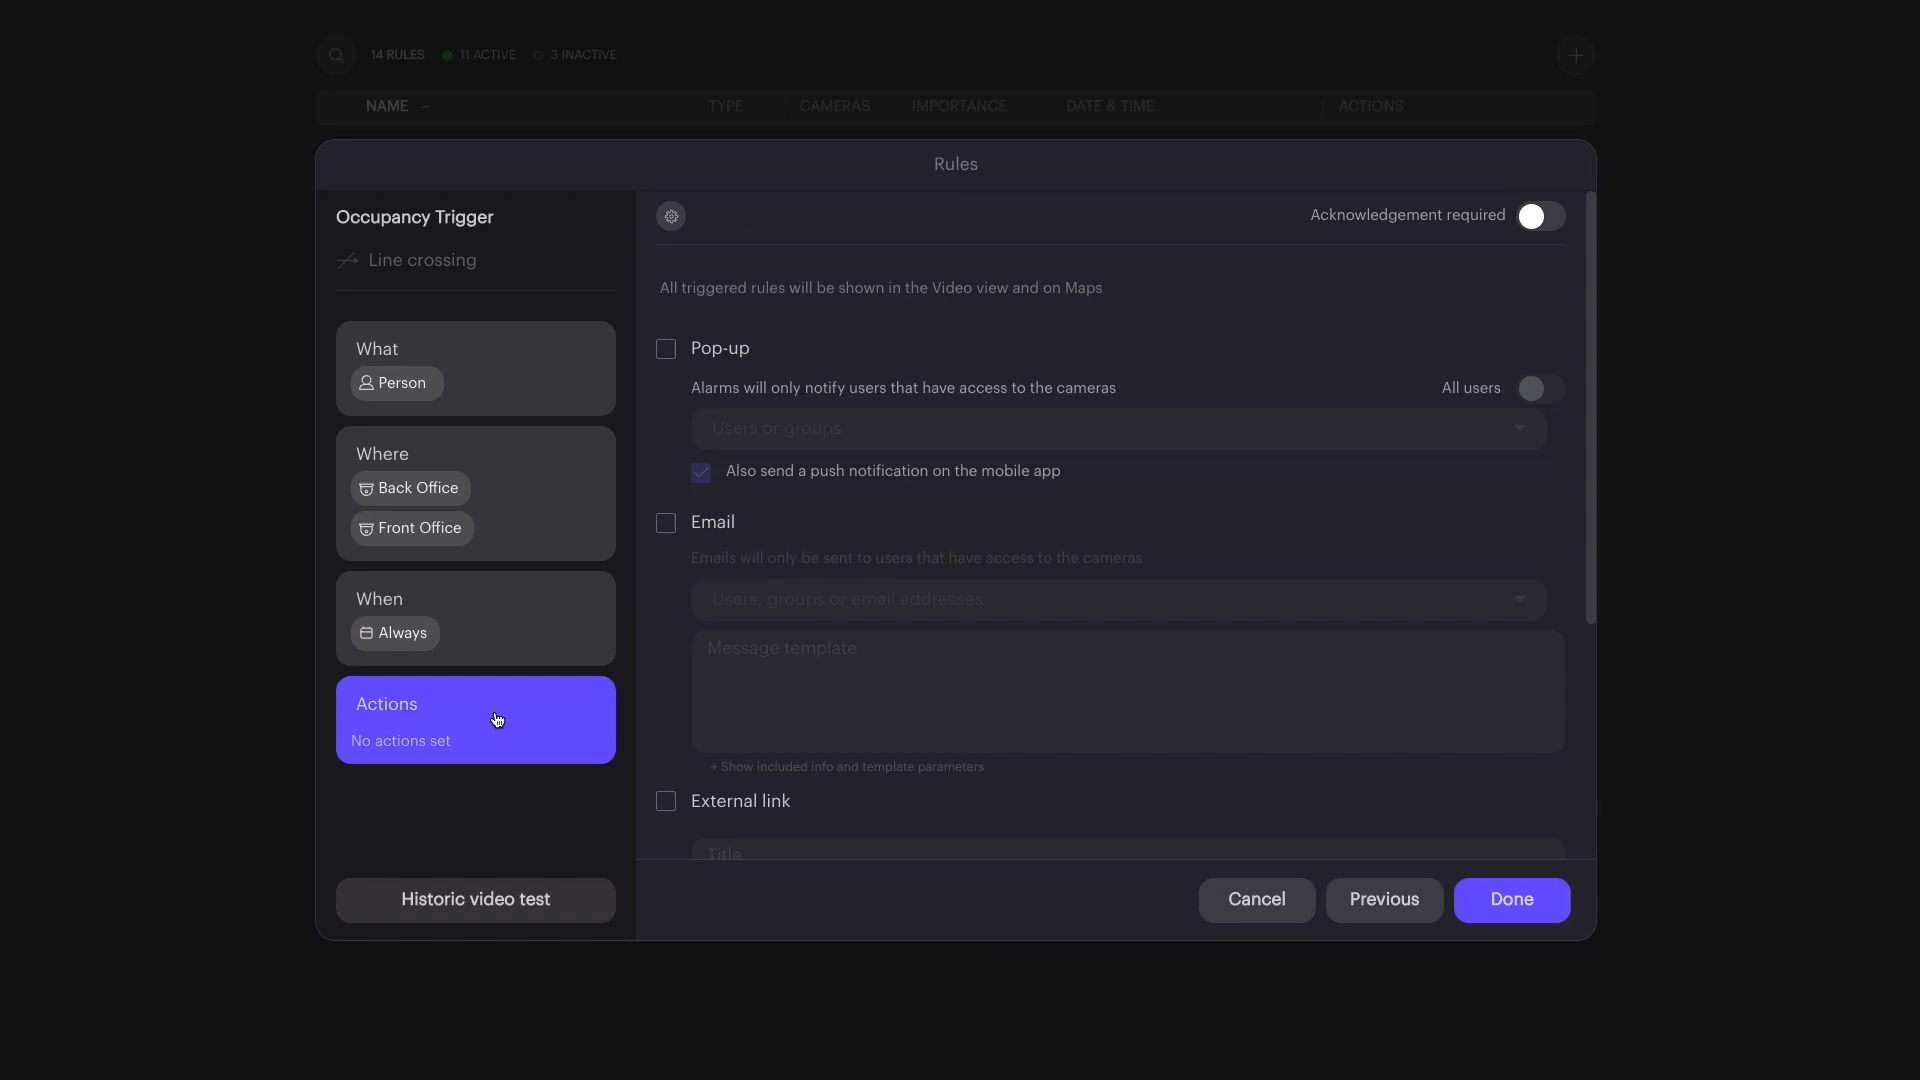 14 RULES 11 ACTIVE 3 INACTIVE
NAME TYPE CAMERAS IMPORTANCE DATE & TIME ACTIONS
Rules
Occupancy Trigger
Line crossing
What
Person
Where
Back Office
Front Office
When
Always
Actions
No actions set
Historic video test
Acknowledgement required
All triggered rules will be shown in the Video view and on Maps
Pop-up
Alarms will only notify users that have access to the cameras
All users
Users or groups
Also send a push notification on the mobile app
Email
Emails will only be sent to users that have access to the cameras
Users, groups or email addresses
Message template
+ Show included info and template parameters
External link
Title
Cancel
Previous
Done